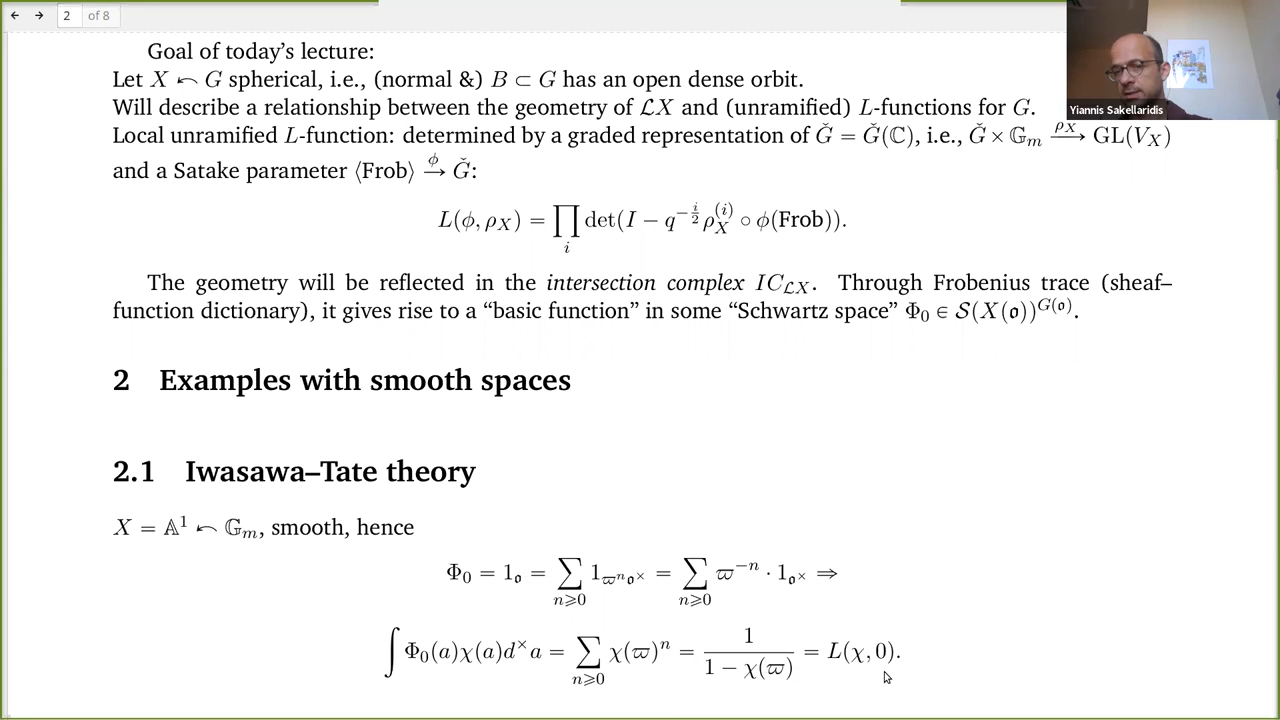 2 of 8
Goal of today's lecture:
Let X ↶ G spherical, i.e., (normal &) B ⊂ G has an open dense orbit.
Will describe a relationship between the geometry of ℒX and (unramified) L-functions for G.
Yiannis Sakellaridis
Local unramified L-function: determined by a graded representation of Ǧ = Ǧ(ℂ), i.e., Ǧ × 𝔾_m —ρ_X→ GL(V_X)
and a Satake parameter ⟨Frob⟩ —ϕ→ Ǧ:
L(ϕ, ρ_X) = ∏_i det(I − q^{−i/2} ρ_X^{(i)} ∘ ϕ(Frob)).
The geometry will be reflected in the intersection complex IC_{ℒX}. Through Frobenius trace (sheaf–
function dictionary), it gives rise to a “basic function” in some “Schwartz space” Φ_0 ∈ 𝒮(X(𝔬))^{G(𝔬)}.
2 Examples with smooth spaces
2.1 Iwasawa–Tate theory
X = 𝔸^1 ↶ 𝔾_m, smooth, hence
Φ_0 = 1_𝔬 = ∑_{n⩾0} 1_{ϖ^n 𝔬^×} = ∑_{n⩾0} ϖ^{−n} · 1_{𝔬^×} ⇒
∫ Φ_0(a)χ(a)d^×a = ∑_{n⩾0} χ(ϖ)^n = 1/(1 − χ(ϖ)) = L(χ, 0).